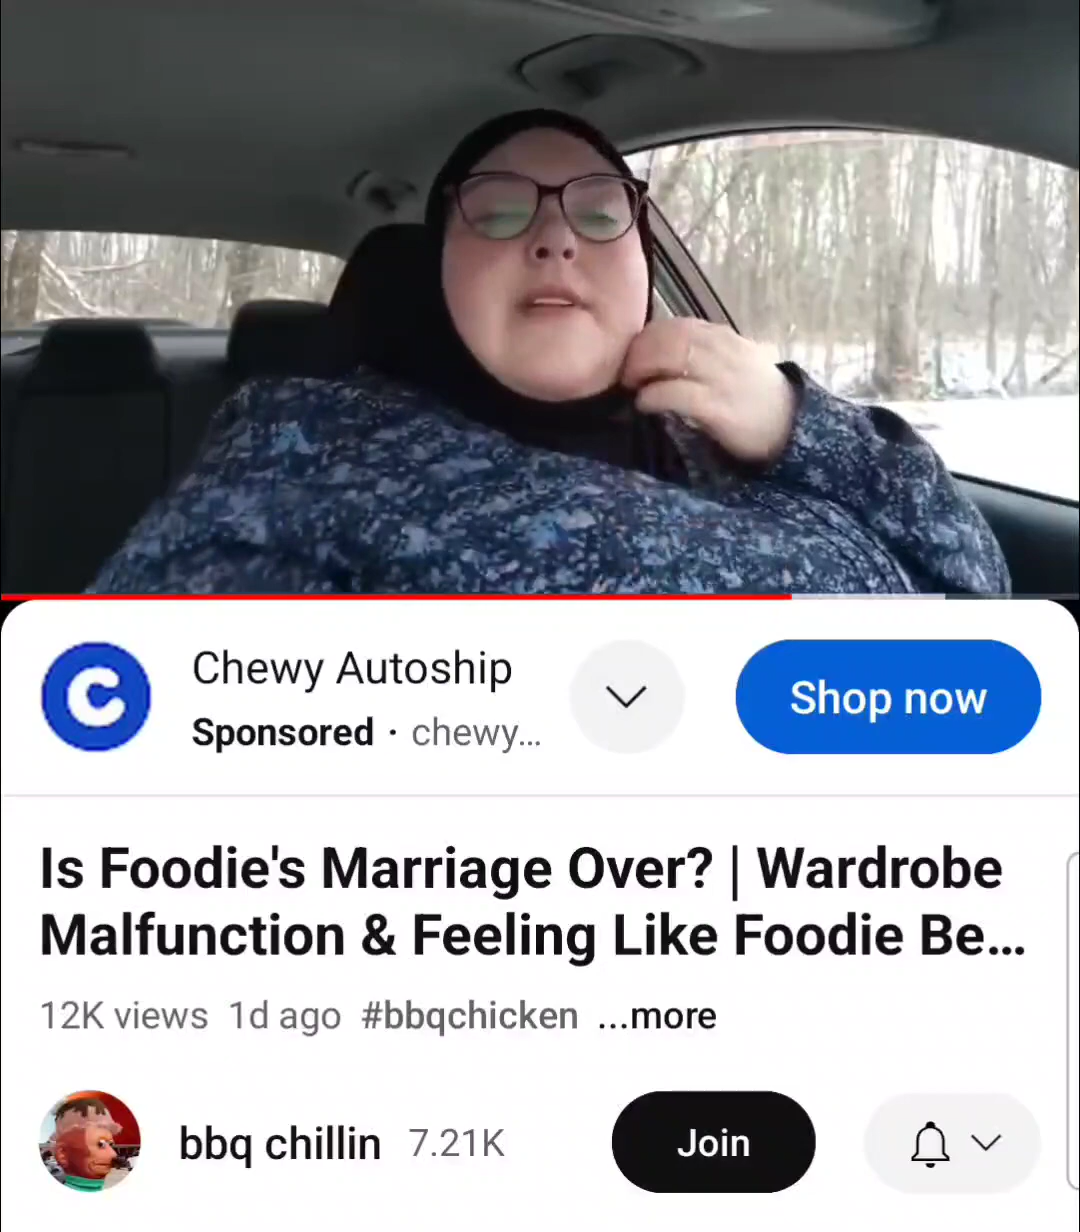 Chewy Autoship
Shop now
Sponsored · chewy...
Is Foodie's Marriage Over? | Wardrobe
Malfunction & Feeling Like Foodie Be...
12K views 1d ago #bbqchicken ...more
bbq chillin 7.21K
Join